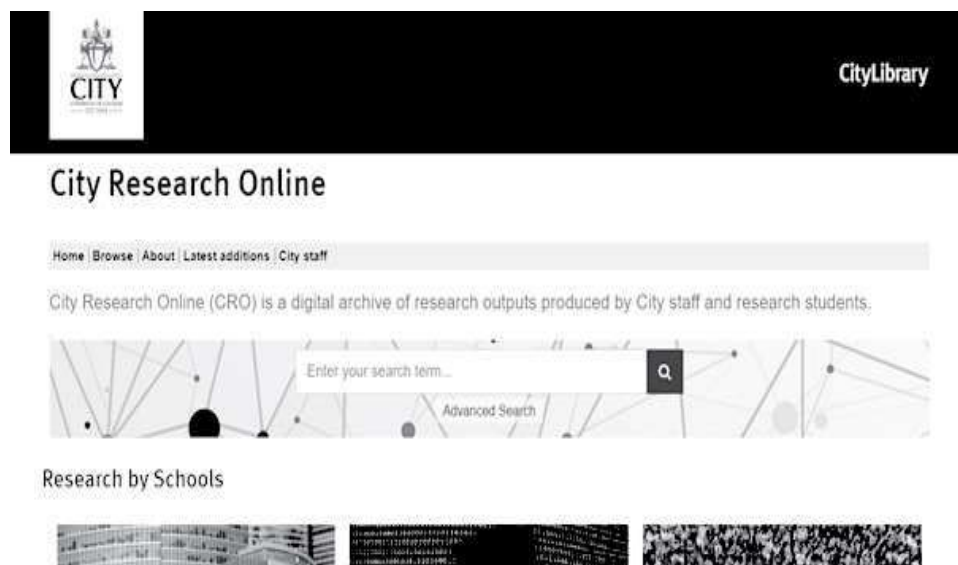 CITY
CityLibrary
City Research Online
Home Browse About Latest additions City staff
City Research Online (CRO) is a digital archive of research outputs produced by City staff and research students.
Enter your search term...
Advanced Search
Research by Schools